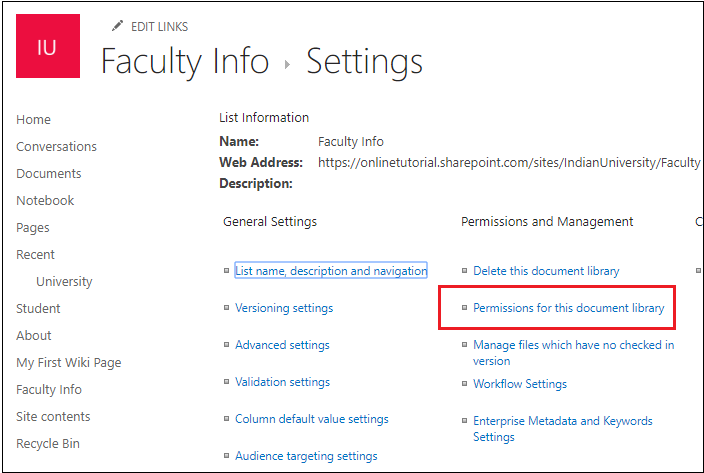 IU
EDIT LINKS
Faculty Info ▸ Settings
Home
Conversations
Documents
Notebook
Pages
Recent
University
Student
About
My First Wiki Page
Faculty Info
Site contents
Recycle Bin
List Information
Name: Faculty Info
Web Address: https://onlinetutorial.sharepoint.com/sites/IndianUniversity/Faculty
Description:
General Settings
List name, description and navigation
Versioning settings
Advanced settings
Validation settings
Column default value settings
Audience targeting settings
Permissions and Management
Delete this document library
Permissions for this document library
Manage files which have no checked in
version
Workflow Settings
Enterprise Metadata and Keywords
Settings
C